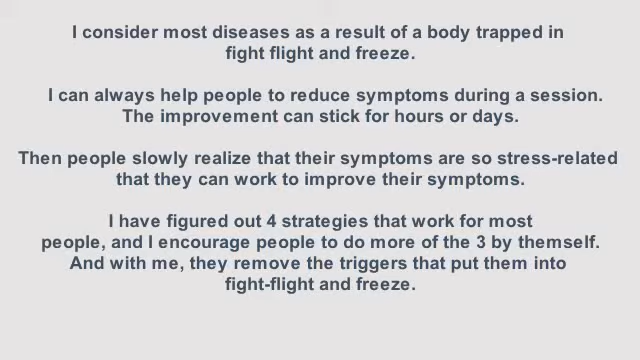 I consider most diseases as a result of a body trapped in
fight flight and freeze.
I can always help people to reduce symptoms during a session.
The improvement can stick for hours or days.
Then people slowly realize that their symptoms are so stress-related
that they can work to improve their symptoms.
I have figured out 4 strategies that work for most
people, and I encourage people to do more of the 3 by themself.
And with me, they remove the triggers that put them into
fight-flight and freeze.